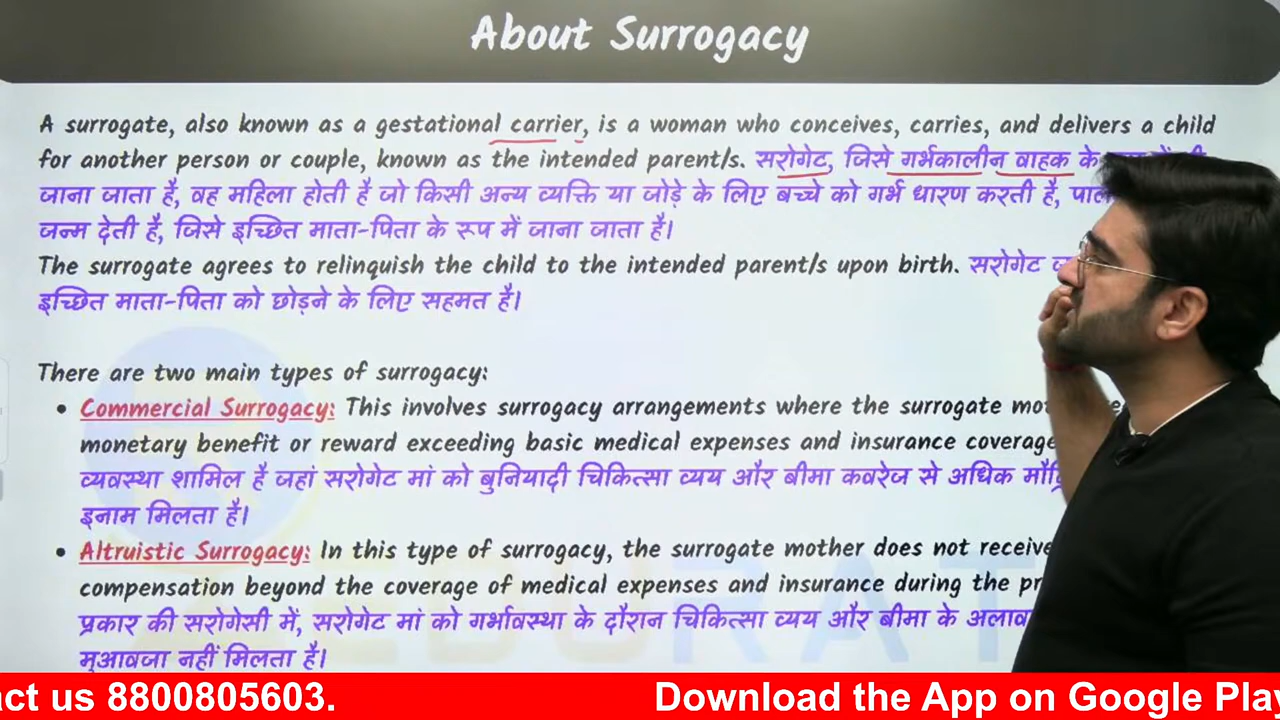 About Surrogacy
A surrogate, also known as a gestational carrier, is a woman who conceives, carries, and delivers a child
for another person or couple, known as the intended parent/s. सरोगेट, जिसे गर्भकालीन वाहक के
जाना जाता है, वह महिला होती है जो किसी अन्य व्यक्ति या जोड़े के लिए बच्चे को गर्भ धारण करती है,
जन्म देती है, जिसे इच्छित माता-पिता के रूप में जाना जाता है।
The surrogate agrees to relinquish the child to the intended parent/s upon birth. सरोगेट
इच्छित माता-पिता को छोड़ने के लिए सहमत है।
There are two main types of surrogacy:
• Commercial Surrogacy: This involves surrogacy arrangements where the surrogate
monetary benefit or reward exceeding basic medical expenses and insurance coverage
व्यवस्था शामिल है जहां सरोगेट मां को बुनियादी चिकित्सा व्यय और बीमा कवरेज से अधिक
इनाम मिलता है।
• Altruistic Surrogacy: In this type of surrogacy, the surrogate mother does not receive
compensation beyond the coverage of medical expenses and insurance during the
प्रकार की सरोगेसी में, सरोगेट मां को गर्भावस्था के दौरान चिकित्सा व्यय और बीमा के
मुआवजा नहीं मिलता है।
act us 8800805603. Download the App on Google Play